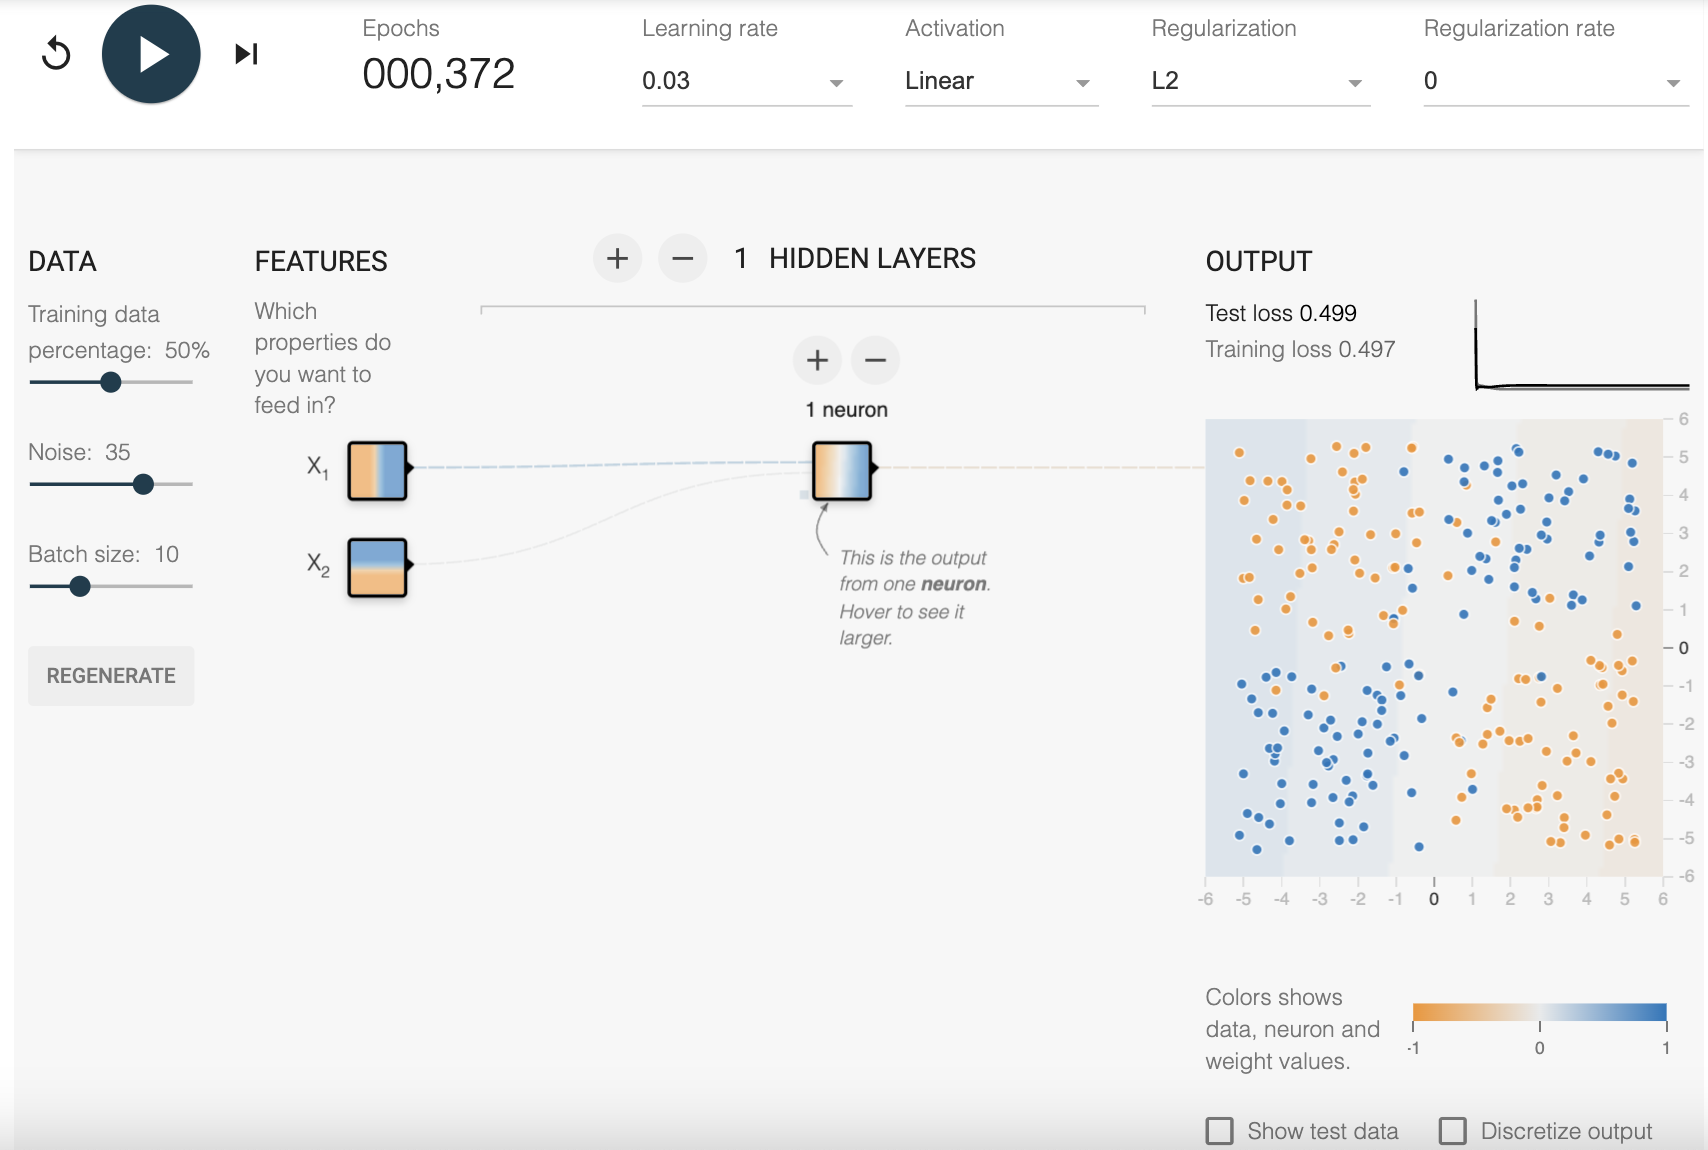 Epochs
000,372
Learning rate
0.03
Activation
Linear
Regularization
L2
Regularization rate
0
DATA
Training data
percentage: 50%
Noise: 35
Batch size: 10
REGENERATE
FEATURES
Which
properties do
you want to
feed in?
X1
X2
+ − 1 HIDDEN LAYERS
+ −
1 neuron
This is the output
from one neuron.
Hover to see it
larger.
OUTPUT
Test loss 0.499
Training loss 0.497
6
5
4
3
2
1
0
-1
-2
-3
-4
-5
-6
-6 -5 -4 -3 -2 -1 0 1 2 3 4 5 6
Colors shows
data, neuron and
weight values.
-1 0 1
Show test data
Discretize output